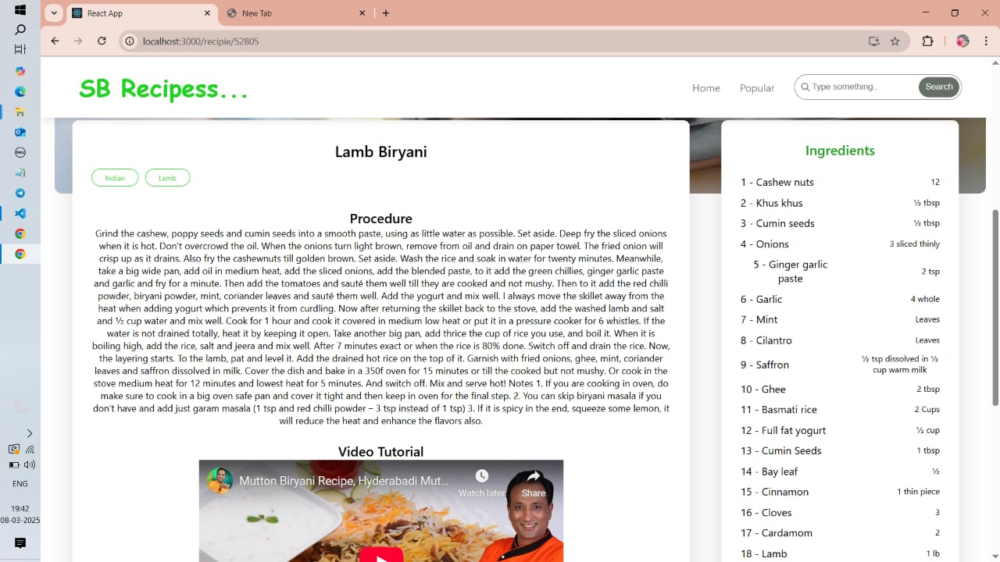 React App
New Tab
localhost:3000/recipie/52805
SB Recipess...
Home
Popular
Type something..
Search
Lamb Biryani
Indian
Lamb
Procedure
Grind the cashew, poppy seeds and cumin seeds into a smooth paste, using as little water as possible. Set aside. Deep fry the sliced onions
when it is hot. Don’t overcrowd the oil. When the onions turn light brown, remove from oil and drain on paper towel. The fried onion will
crisp up as it drains. Also fry the cashewnuts till golden brown. Set aside. Wash the rice and soak in water for twenty minutes. Meanwhile,
take a big wide pan, add oil in medium heat, add the sliced onions, add the blended paste, to it add the green chillies, ginger garlic paste
and garlic and fry for a minute. Then add the tomatoes and sauté them well till they are cooked and not mushy. Then to it add the red chilli
powder, biryani powder, mint, coriander leaves and sauté them well. Add the yogurt and mix well. I always move the skillet away from the
heat when adding yogurt which prevents it from curdling. Now after returning the skillet back to the stove, add the washed lamb and salt
and ½ cup water and mix well. Cook for 1 hour and cook it covered in medium low heat or put it in a pressure cooker for 6 whistles. If the
water is not drained totally, heat it by keeping it open. Take another big pan, add thrice the cup of rice you use, and boil it. When it is
boiling high, add the rice, salt and jeera and mix well. After 7 minutes exact or when the rice is 80% done. Switch off and drain the rice. Now,
the layering starts. To the lamb, pat and level it. Add the drained hot rice on the top of it. Garnish with fried onions, ghee, mint, coriander
leaves and saffron dissolved in milk. Cover the dish and bake in a 350f oven for 15 minutes or till the cooked but not mushy. Or cook in the
stove medium heat for 12 minutes and lowest heat for 5 minutes. And switch off. Mix and serve hot! Notes 1. If you are cooking in oven, do
make sure to cook in a big oven safe pan and cover it tight and then keep in oven for the final step. 2. You can skip biryani masala if you
don’t have and add just garam masala (1 tsp and red chilli powder – 3 tsp instead of 1 tsp) 3. If it is spicy in the end, squeeze some lemon, it
will reduce the heat and enhance the flavors also.
Video Tutorial
Mutton Biryani Recipe, Hyderabadi Mut...
Watch later
Share
Ingredients
1 - Cashew nuts 12
2 - Khus khus ½ tbsp
3 - Cumin seeds ½ tbsp
4 - Onions 3 sliced thinly
5 - Ginger garlic
paste 2 tsp
6 - Garlic 4 whole
7 - Mint Leaves
8 - Cilantro Leaves
9 - Saffron ½ tsp dissolved in ½
cup warm milk
10 - Ghee 2 tbsp
11 - Basmati rice 2 Cups
12 - Full fat yogurt ½ cup
13 - Cumin Seeds 1 tbsp
14 - Bay leaf ½
15 - Cinnamon 1 thin piece
16 - Cloves 3
17 - Cardamom 2
18 - Lamb 1 lb
DELL
ENG
19:42
08-03-2025